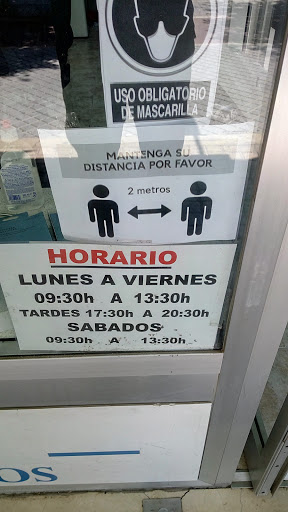 USO OBLIGATORIO
DE MASCARILLA
MANTENGA SU
DISTANCIA POR FAVOR
2 metros
HORARIO
LUNES A VIERNES
09:30h A 13:30h
TARDES 17:30h A 20:30h
SABADOS
09:30h A 13:30h
OS